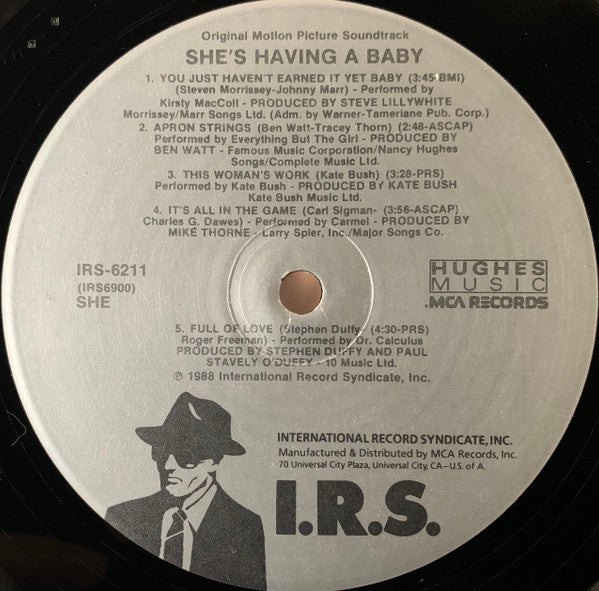 Original Motion Picture Soundtrack
SHE'S HAVING A BABY
1. YOU JUST HAVEN'T EARNED IT YET BABY (3:45-BMI)
(Steven Morrissey-Johnny Marr) - Performed by
Kirsty MacColl - PRODUCED BY STEVE LILLYWHITE
Morrissey/Marr Songs Ltd. (Adm. by Warner-Tamerlane Pub. Corp.)
2. APRON STRINGS (Ben Watt-Tracey Thorn) (2:48-ASCAP)
Performed by Everything But The Girl - PRODUCED BY
BEN WATT - Famous Music Corporation/Nancy Hughes
Songs/Complete Music Ltd.
3. THIS WOMAN'S WORK (Kate Bush) (3:28-PRS)
Performed by Kate Bush - PRODUCED BY KATE BUSH
Kate Bush Music Ltd.
4. IT'S ALL IN THE GAME (Carl Sigman- (3:56-ASCAP)
Charles G. Dawes) - Performed by Carmel - PRODUCED BY
MIKE THORNE - Larry Spier, Inc./Major Songs Co.
IRS-6211
(IRS6900)
SHE
HUGHES
MUSIC
.MCA RECORDS
5. FULL OF LOVE (Stephen Duffy- (4:30-PRS)
Roger Freeman) - Performed by Dr. Calculus
PRODUCED BY STEPHEN DUFFY AND PAUL
STAVELY O'DUFFY - 10 Music Ltd.
℗ 1988 International Record Syndicate, Inc.
INTERNATIONAL RECORD SYNDICATE, INC.
Manufactured & Distributed by MCA Records, Inc.
70 Universal City Plaza, Universal City, CA-U.S. of A.
I.R.S.